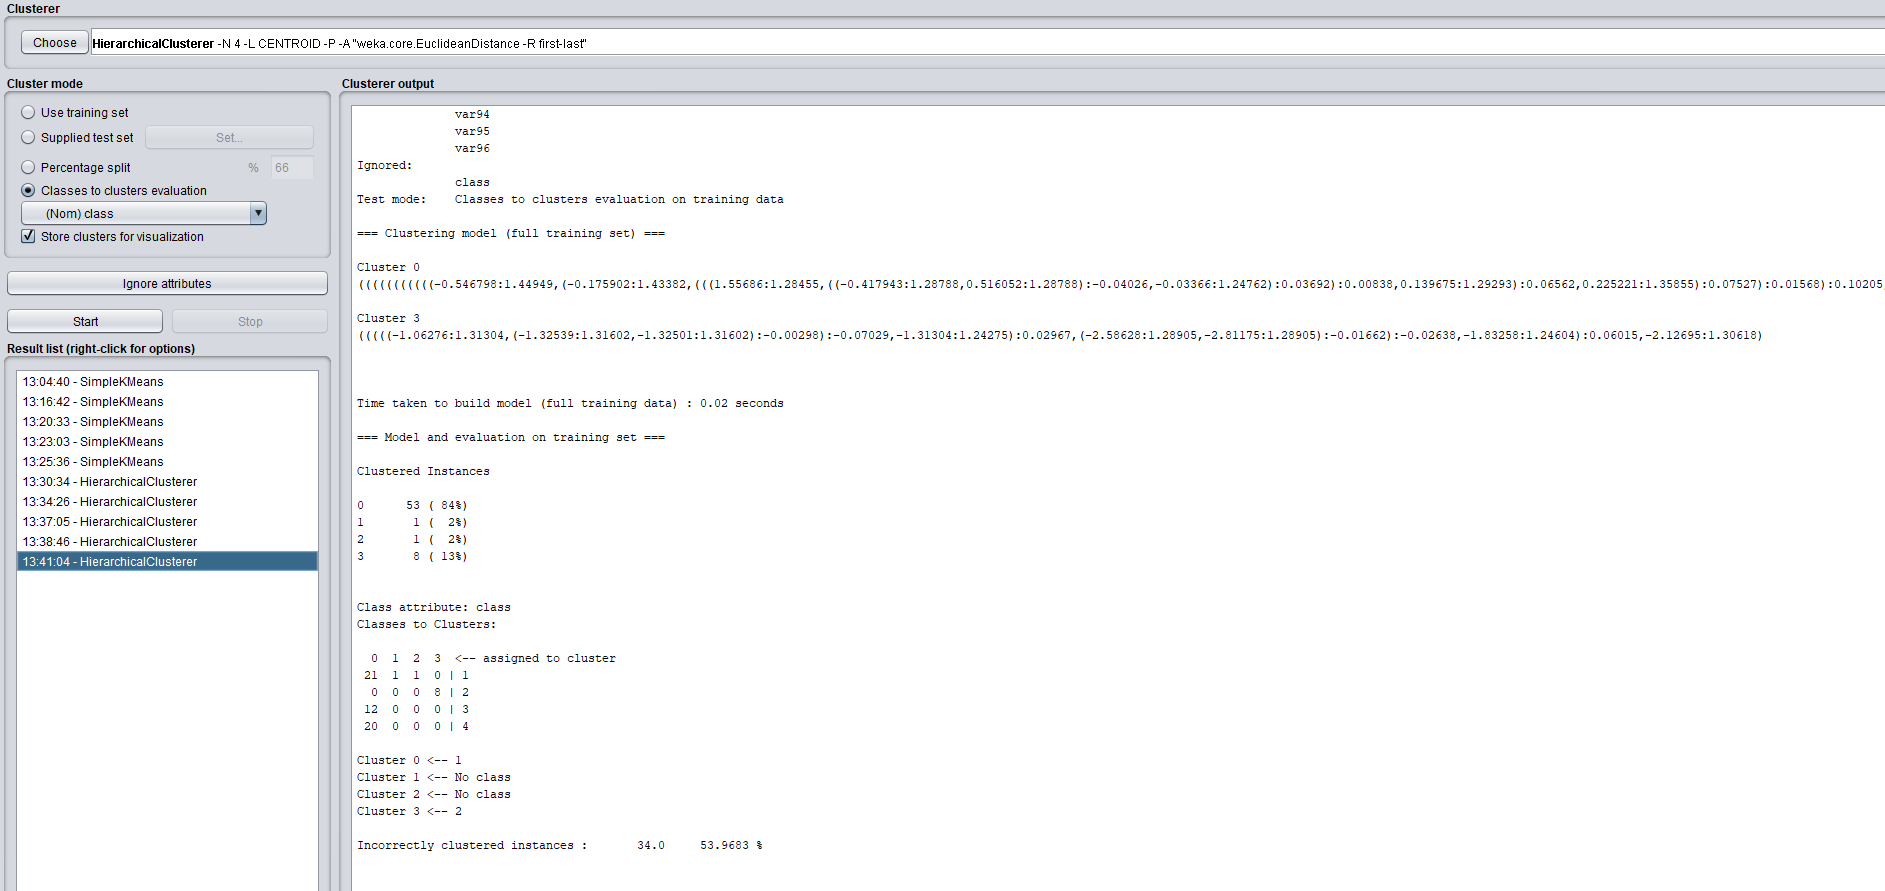 Clusterer
Choose HierarchicalClusterer -N 4 -L CENTROID -P -A "weka.core.EuclideanDistance -R first-last"
Cluster mode
Use training set
Supplied test set Set...
Percentage split % 66
Classes to clusters evaluation
(Nom) class
Store clusters for visualization
Ignore attributes
Start Stop
Result list (right-click for options)
13:04:40 - SimpleKMeans
13:16:42 - SimpleKMeans
13:20:33 - SimpleKMeans
13:23:03 - SimpleKMeans
13:25:36 - SimpleKMeans
13:30:34 - HierarchicalClusterer
13:34:26 - HierarchicalClusterer
13:37:05 - HierarchicalClusterer
13:38:46 - HierarchicalClusterer
13:41:04 - HierarchicalClusterer
Clusterer output
var94
var95
var96
Ignored:
class
Test mode: Classes to clusters evaluation on training data
=== Clustering model (full training set) ===
Cluster 0
(((((((((((-0.546798:1.44949,(-0.175902:1.43382,(((1.55686:1.28455,((-0.417943:1.28788,0.516052:1.28788):-0.04026,-0.03366:1.24762):0.03692):0.00838,0.139675:1.29293):0.06562,0.225221:1.35855):0.07527):0.01568):0.10205,
Cluster 3
(((((-1.06276:1.31304,(-1.32539:1.31602,-1.32501:1.31602):-0.00298):-0.07029,-1.31304:1.24275):0.02967,(-2.58628:1.28905,-2.81175:1.28905):-0.01662):-0.02638,-1.83258:1.24604):0.06015,-2.12695:1.30618)
Time taken to build model (full training data) : 0.02 seconds
=== Model and evaluation on training set ===
Clustered Instances
0 53 ( 84%)
1 1 ( 2%)
2 1 ( 2%)
3 8 ( 13%)
Class attribute: class
Classes to Clusters:
0 1 2 3 <-- assigned to cluster
21 1 1 0 | 1
0 0 0 8 | 2
12 0 0 0 | 3
20 0 0 0 | 4
Cluster 0 <-- 1
Cluster 1 <-- No class
Cluster 2 <-- No class
Cluster 3 <-- 2
Incorrectly clustered instances : 34.0 53.9683 %